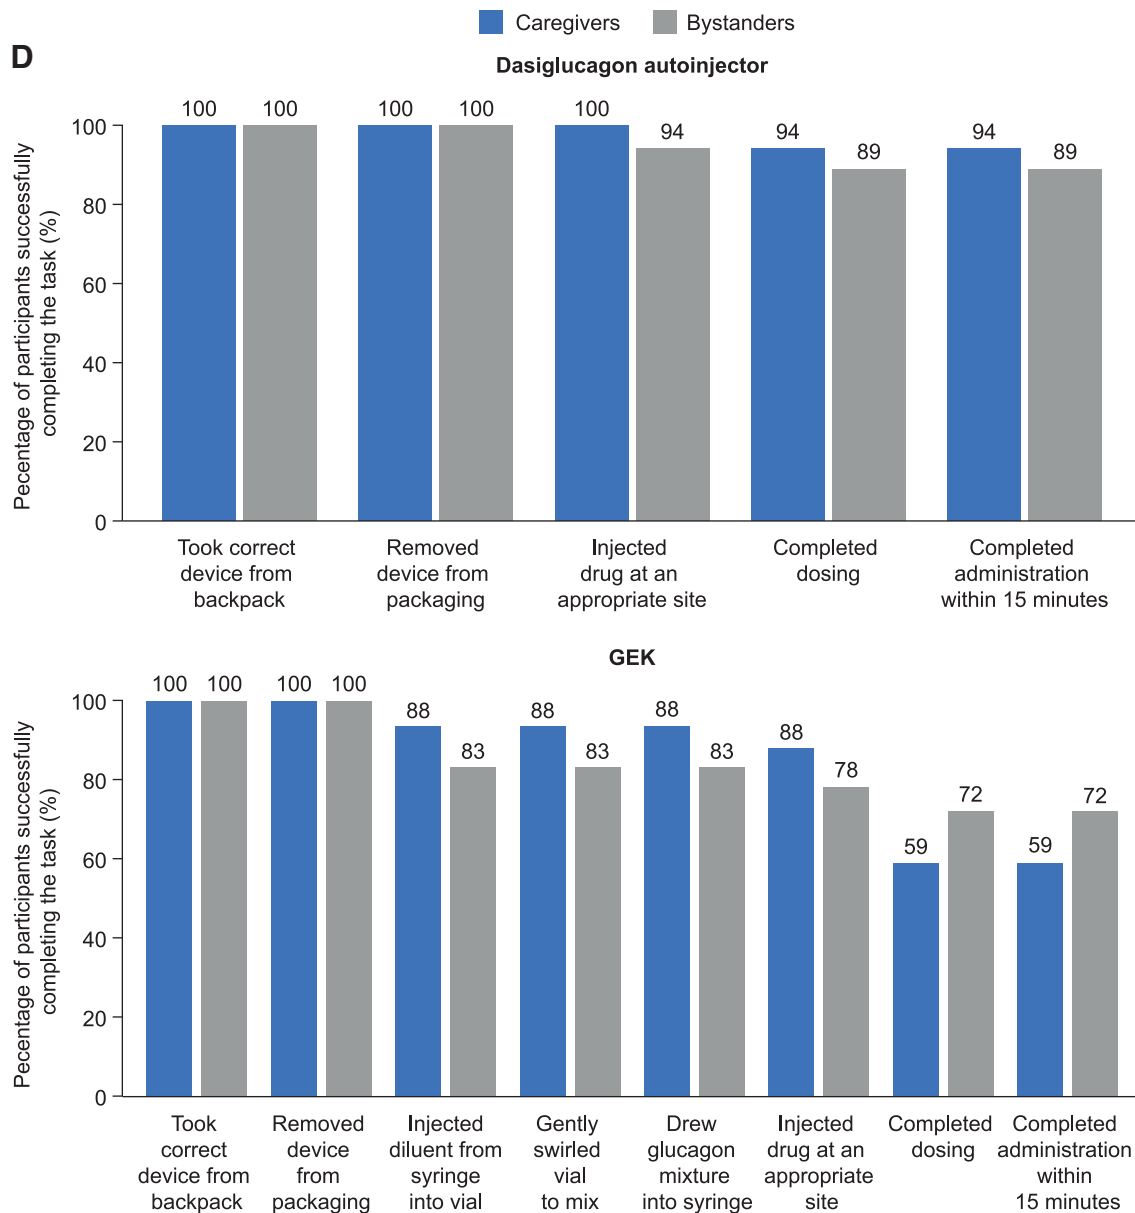 Caregivers Bystanders
D
Dasiglucagon autoinjector
Pecentage of participants successfully
completing the task (%)
100 100 100 100 100 94 94 89 94 89
100
80
60
40
20
0
Took correct
device from
backpack
Removed
device from
packaging
Injected
drug at an
appropriate site
Completed
dosing
Completed
administration
within 15 minutes
GEK
Pecentage of participants successfully
completing the task (%)
100 100 100 100 88 83 88 83 88 83 88 78 59 72 59 72
100
80
60
40
20
0
Took
correct
device from
backpack
Removed
device
from
packaging
Injected
diluent from
syringe
into vial
Gently
swirled
vial
to mix
Drew
glucagon
mixture
into syringe
Injected
drug at an
appropriate
site
Completed
dosing
Completed
administration
within
15 minutes